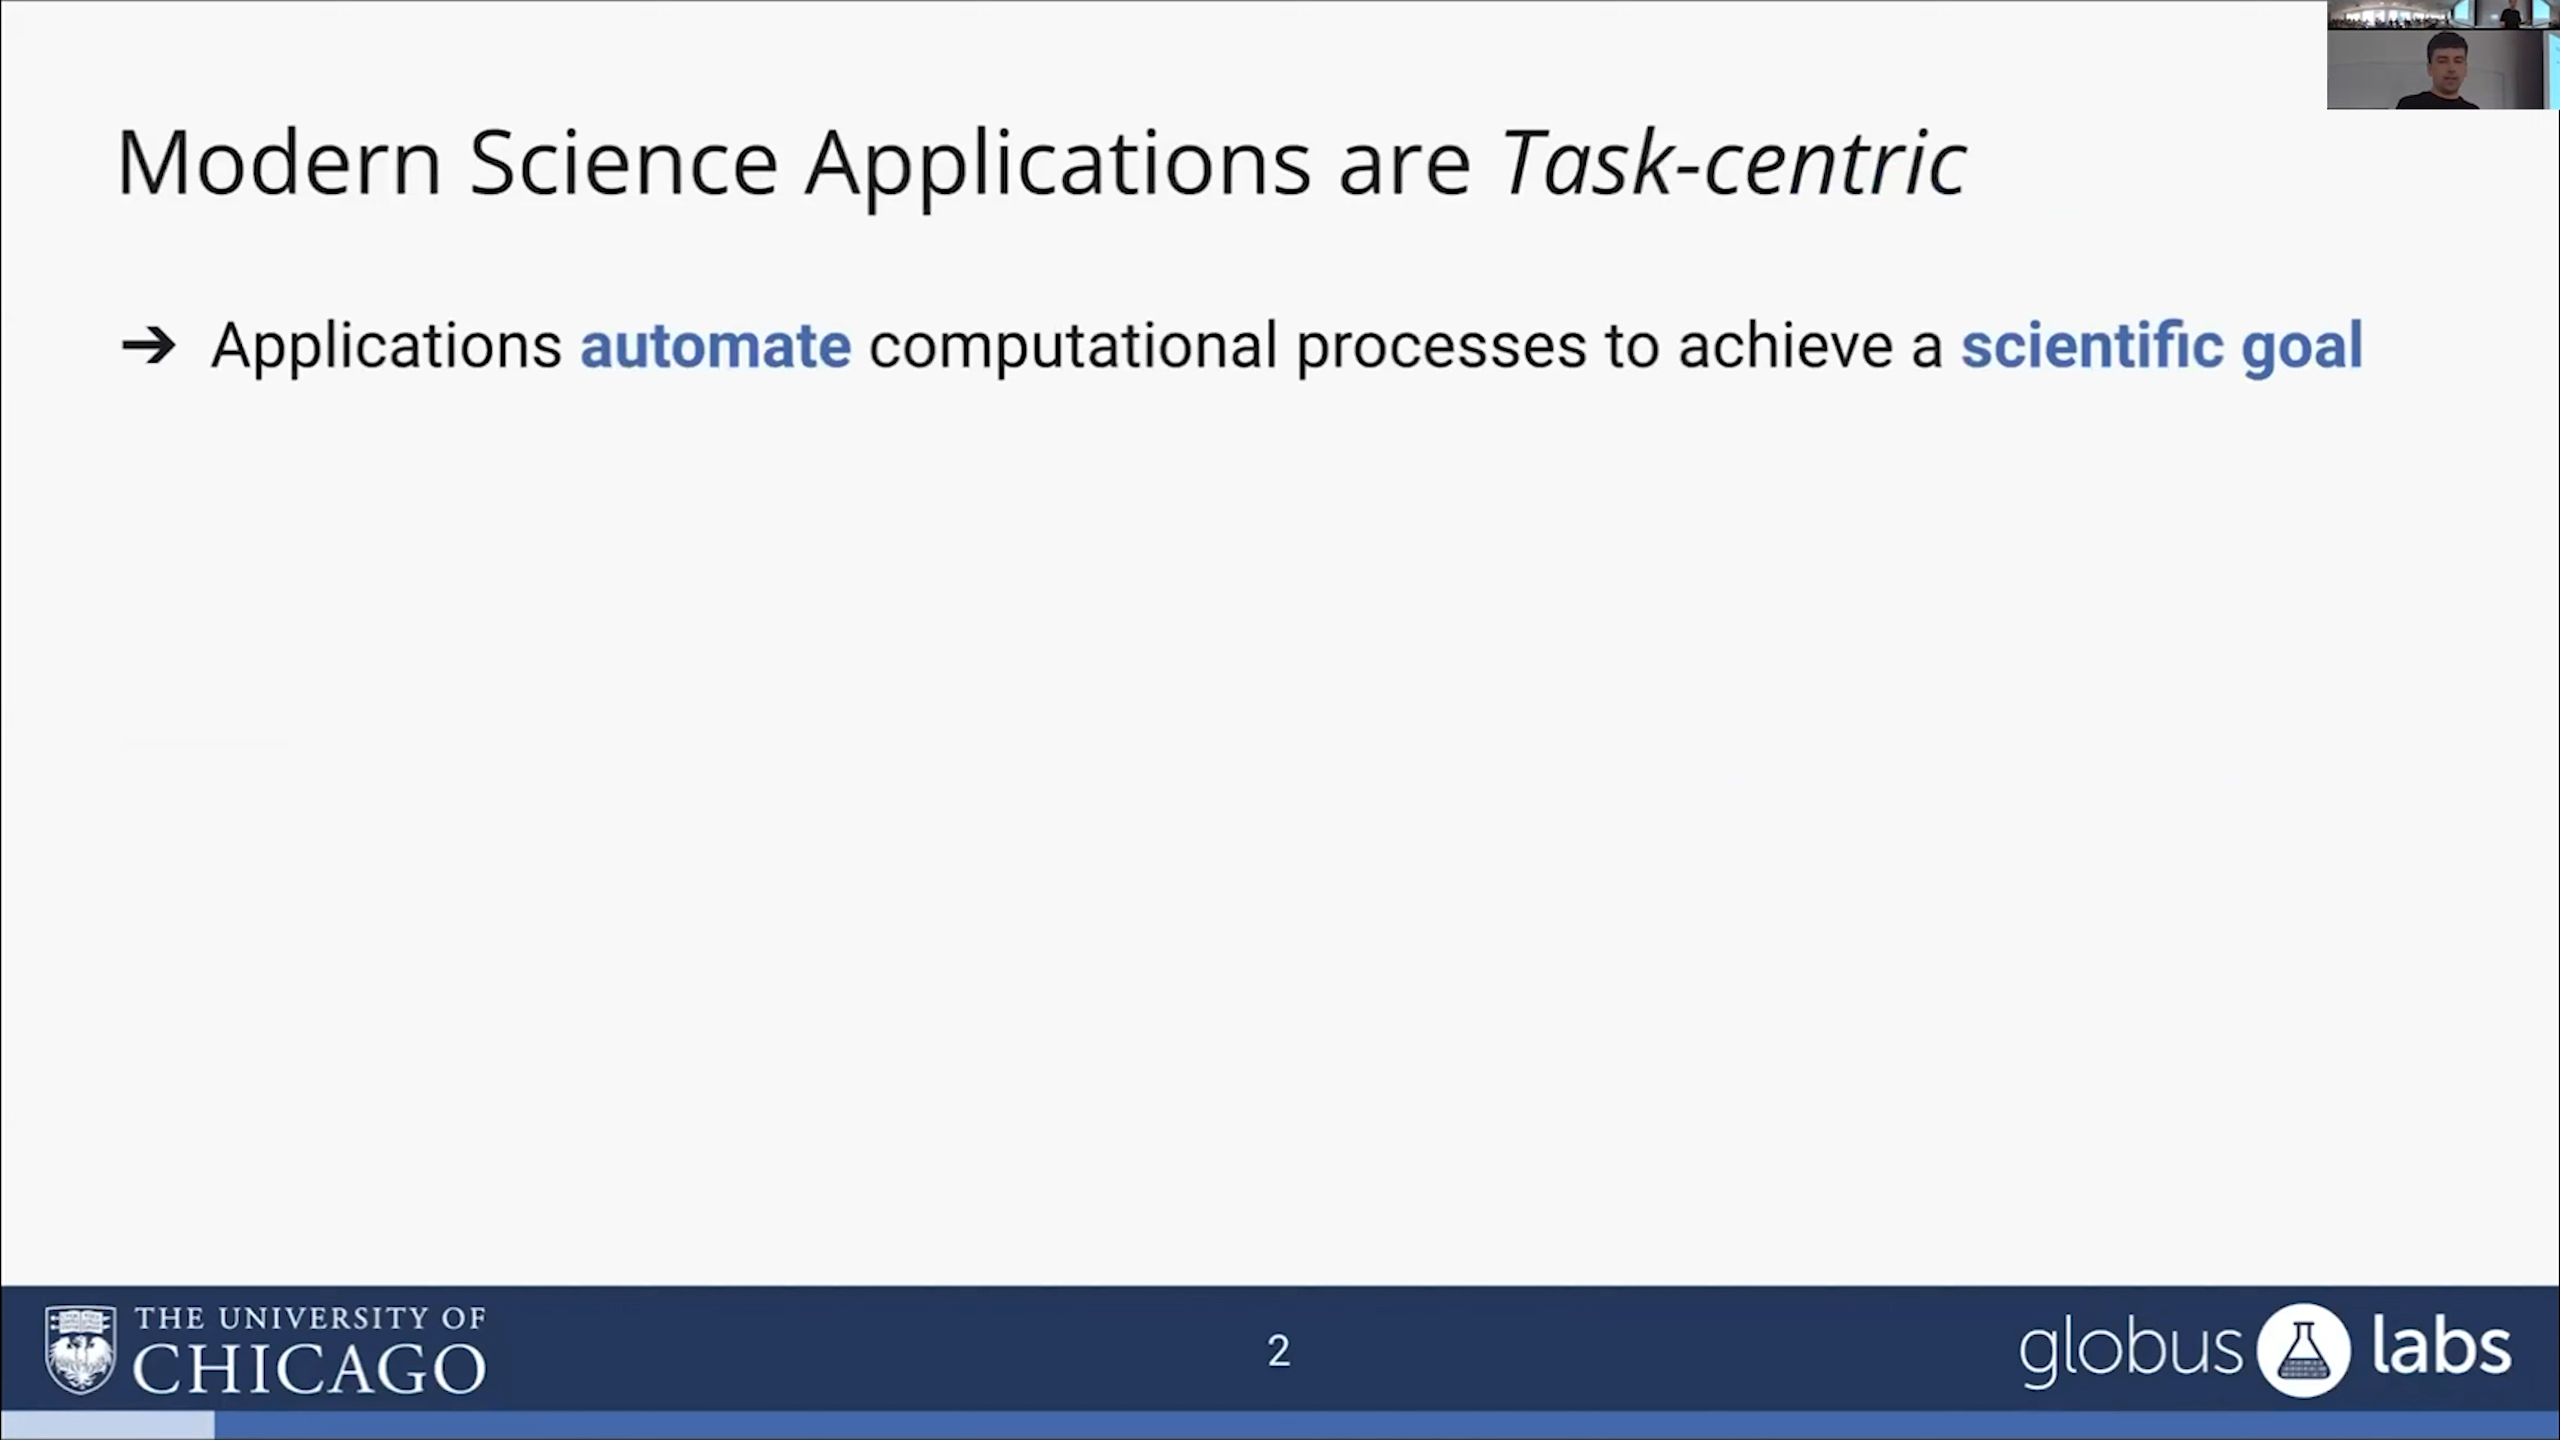 Modern Science Applications are Task-centric
➔ Applications automate computational processes to achieve a scientific goal
THE UNIVERSITY OF
CHICAGO
2
globus labs